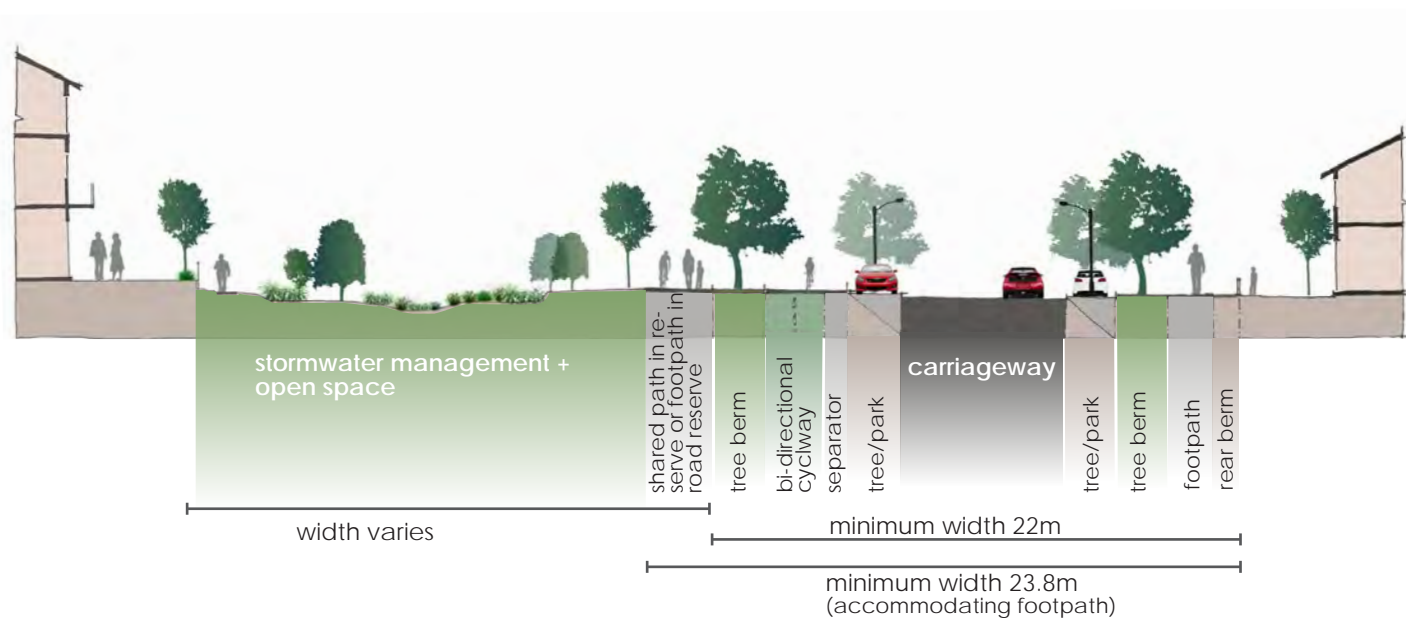 stormwater management +
open space
shared path in re-
serve or footpath in
road reserve
tree berm
bi-directional
cyclway
separator
tree/park
carriageway
tree/park
tree berm
footpath
rear berm
width varies
minimum width 22m
minimum width 23.8m
(accommodating footpath)